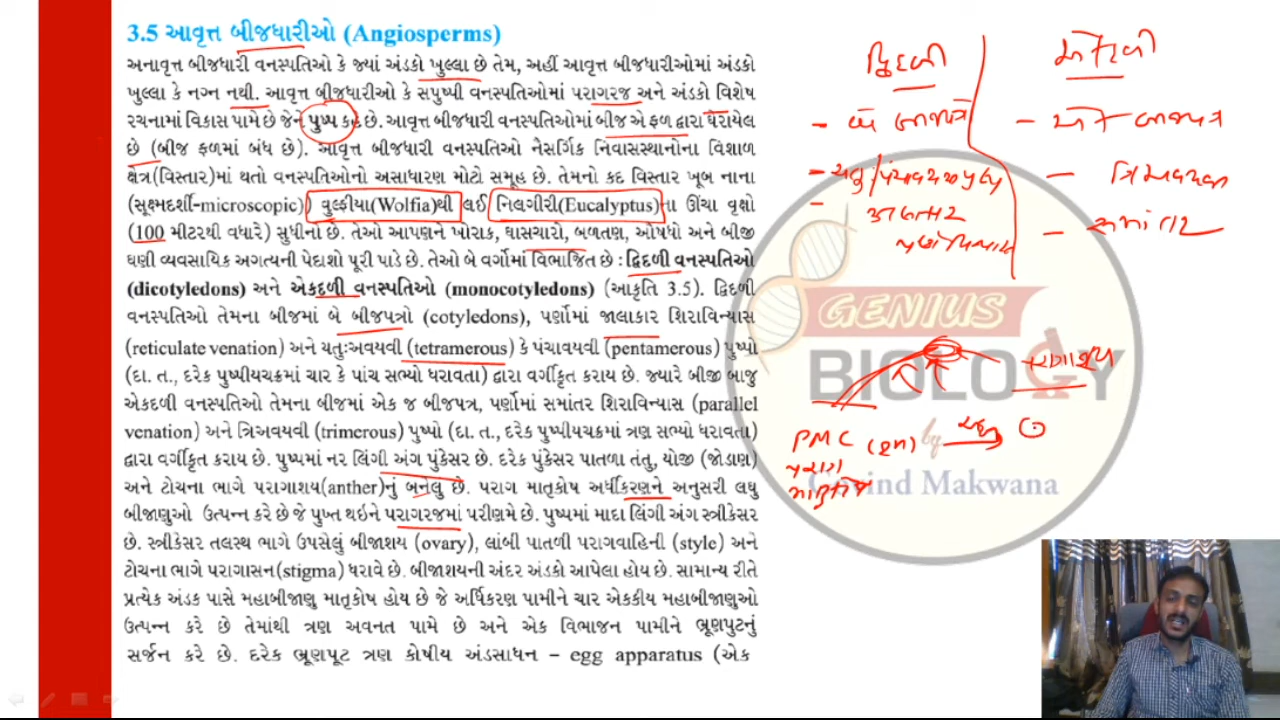 3.5 આવૃત્ત બીજધારીઓ (Angiosperms)
અનાવૃત્ત બીજધારી વનસ્પતિઓ કે જ્યાં અંડકો ખુલ્લા છે તેમ, અહીં આવૃત્ત બીજધારીઓમાં અંડકો
ખુલ્લા કે નગ્ન નથી. આવૃત્ત બીજધારીઓ કે સપુષ્પી વનસ્પતિઓમાં પરાગરજ અને અંડકો વિશેષ
રચનામાં વિકાસ પામે છે જેને પુષ્પ કહે છે. આવૃત્ત બીજધારી વનસ્પતિઓમાં બીજ એ ફળ દ્વારા ઘેરાયેલ
છે (બીજ ફળમાં બંધ છે). આવૃત્ત બીજધારી વનસ્પતિઓ નૈસર્ગિક નિવાસસ્થાનોના વિશાળ
ક્ષેત્ર(વિસ્તાર)માં થતો વનસ્પતિઓનો અસાધારણ મોટો સમૂહ છે. તેમનો કદ વિસ્તાર ખૂબ નાના
(સૂક્ષ્મદર્શી-microscopic) વુલ્ફીયા(Wolfia)થી લઈ નિલગીરી(Eucalyptus)ના ઊંચા વૃક્ષો
(100 મીટરથી વધારે) સુધીનો છે. તેઓ આપણને ખોરાક, ઘાસચારો, બળતણ, ઔષધો અને બીજી
ઘણી વ્યવસાયિક અગત્યની પેદાશો પૂરી પાડે છે. તેઓ બે વર્ગોમાં વિભાજિત છે : દ્વિદળી વનસ્પતિઓ
(dicotyledons) અને એકદળી વનસ્પતિઓ (monocotyledons) (આકૃતિ 3.5). દ્વિદળી
વનસ્પતિઓ તેમના બીજમાં બે બીજપત્રો (cotyledons), પર્ણોમાં જાલાકાર શિરાવિન્યાસ
(reticulate venation) અને ચતુઃઅવયવી (tetramerous) કે પંચાવયવી (pentamerous) પુષ્પો
(દા. ત., દરેક પુષ્પીયચક્રમાં ચાર કે પાંચ સભ્યો ધરાવતા) દ્વારા વર્ગીકૃત કરાય છે. જ્યારે બીજી બાજુ
એકદળી વનસ્પતિઓ તેમના બીજમાં એક જ બીજપત્ર, પર્ણોમાં સમાંતર શિરાવિન્યાસ (parallel
venation) અને ત્રિઅવયવી (trimerous) પુષ્પો (દા. ત., દરેક પુષ્પીયચક્રમાં ત્રણ સભ્યો ધરાવતા)
દ્વારા વર્ગીકૃત કરાય છે. પુષ્પમાં નર લિંગી અંગ પુંકેસર છે. દરેક પુંકેસર પાતળા તંતુ, યોજી (જોડાણ)
અને ટોચના ભાગે પરાગાશય(anther)નું બનેલુ છે. પરાગ માતૃકોષ અર્ધીકરણને અનુસરી લઘુ
બીજાણુઓ ઉત્પન્ન કરે છે જે પુખ્ત થઇને પરાગરજમાં પરીણમે છે. પુષ્પમાં માદા લિંગી અંગ સ્ત્રીકેસર
છે. સ્ત્રીકેસર તલસ્થ ભાગે ઉપસેલું બીજાશય (ovary), લાંબી પાતળી પરાગવાહિની (style) અને
ટોચના ભાગે પરાગાસન(stigma) ધરાવે છે. બીજાશયની અંદર અંડકો આપેલા હોય છે. સામાન્ય રીતે
પ્રત્યેક અંડક પાસે મહાબીજાણુ માતૃકોષ હોય છે જે અર્ધિકરણ પામીને ચાર એકકીય મહાબીજાણુઓ
ઉત્પન્ન કરે છે તેમાંથી ત્રણ અવનત પામે છે અને એક વિભાજન પામીને ભ્રૂણપુટનું
સર્જન કરે છે. દરેક ભ્રૂણપૂટ ત્રણ કોષીય અંડસાધન – egg apparatus (એક
દ્વિદળી
- બે બીજપત્રો
એકદળી
- એક બીજપત્ર
- ત્રિઅવયવી
- સમાંતર
પરાગાશય
PMC
GENIUS
BIOLOGY
by
Govind Makwana